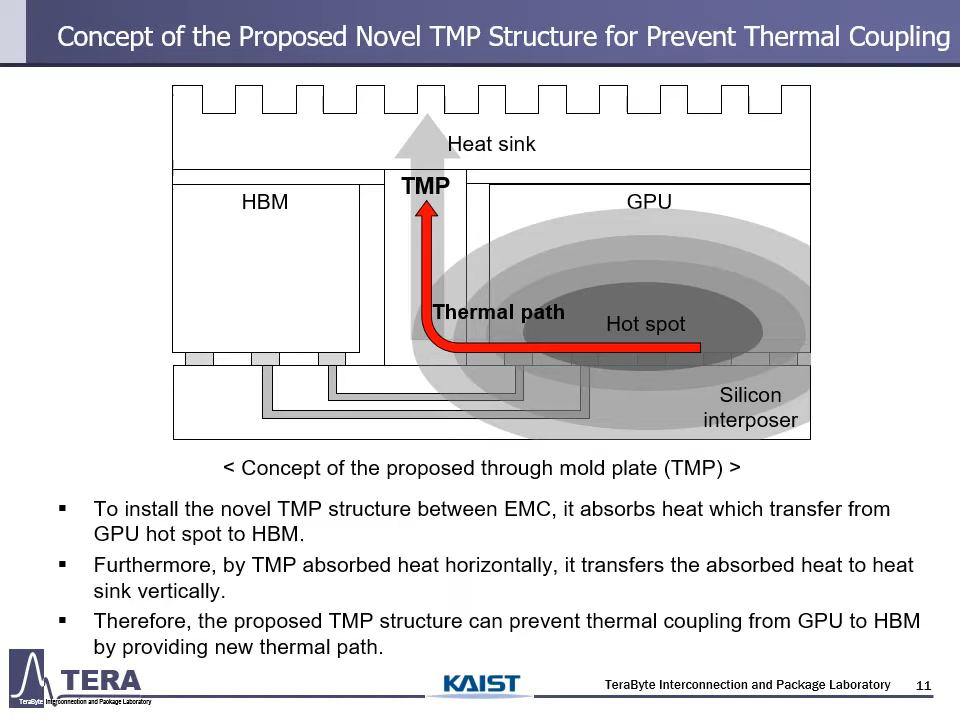 Concept of the Proposed Novel TMP Structure for Prevent Thermal Coupling
Heat sink
TMP
HBM
GPU
Thermal path
Hot spot
Silicon
interposer
< Concept of the proposed through mold plate (TMP) >
▪ To install the novel TMP structure between EMC, it absorbs heat which transfer from
GPU hot spot to HBM.
▪ Furthermore, by TMP absorbed heat horizontally, it transfers the absorbed heat to heat
sink vertically.
▪ Therefore, the proposed TMP structure can prevent thermal coupling from GPU to HBM
by providing new thermal path.
TERA
TeraByte Interconnection and Package Laboratory
KAIST
TeraByte Interconnection and Package Laboratory
11